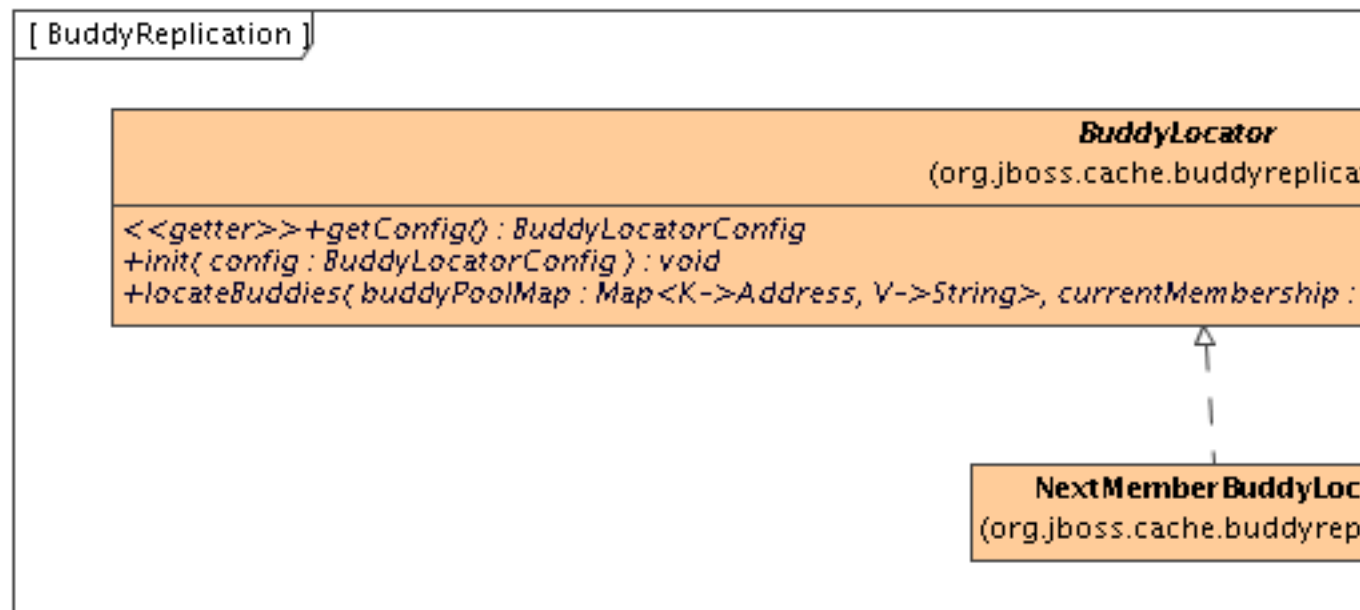 [ BuddyReplication ]
BuddyLocator
(org.jboss.cache.buddyreplica
<<getter>>+getConfig() : BuddyLocatorConfig
+init( config : BuddyLocatorConfig ) : void
+locateBuddies( buddyPoolMap : Map<K->Address, V->String>, currentMembership :
NextMemberBuddyLoc
(org.jboss.cache.buddyrep